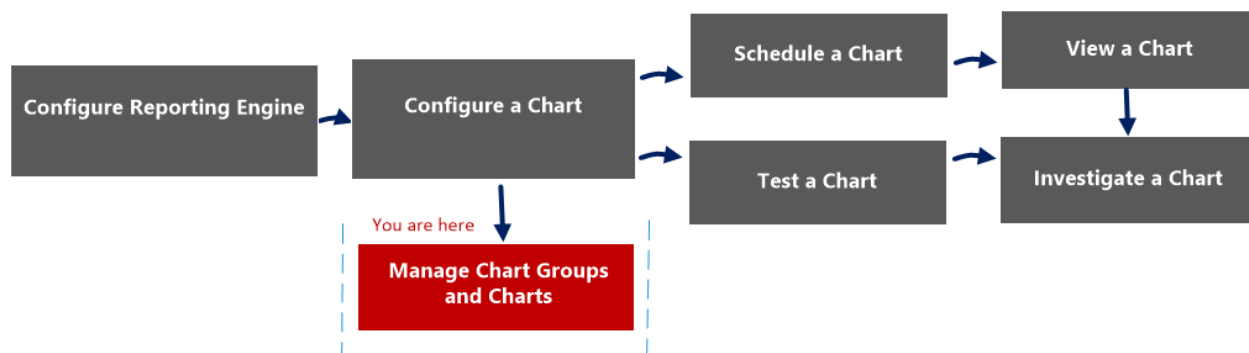 Configure Reporting Engine
Configure a Chart
Schedule a Chart
View a Chart
Test a Chart
Investigate a Chart
You are here
Manage Chart Groups
and Charts